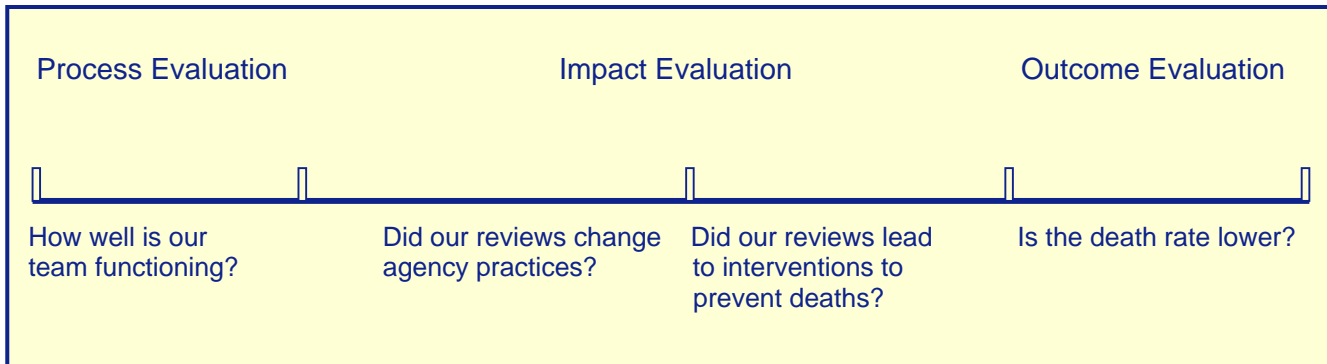 Process Evaluation
Impact Evaluation
Outcome Evaluation
How well is our
team functioning?
Did our reviews change
agency practices?
Did our reviews lead
to interventions to
prevent deaths?
Is the death rate lower?